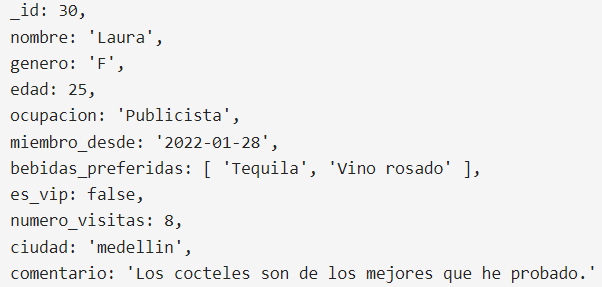 _id: 30,
nombre: 'Laura',
genero: 'F',
edad: 25,
ocupacion: 'Publicista',
miembro_desde: '2022-01-28',
bebidas_preferidas: [ 'Tequila', 'Vino rosado' ],
es_vip: false,
numero_visitas: 8,
ciudad: 'medellin',
comentario: 'Los cocteles son de los mejores que he probado.'